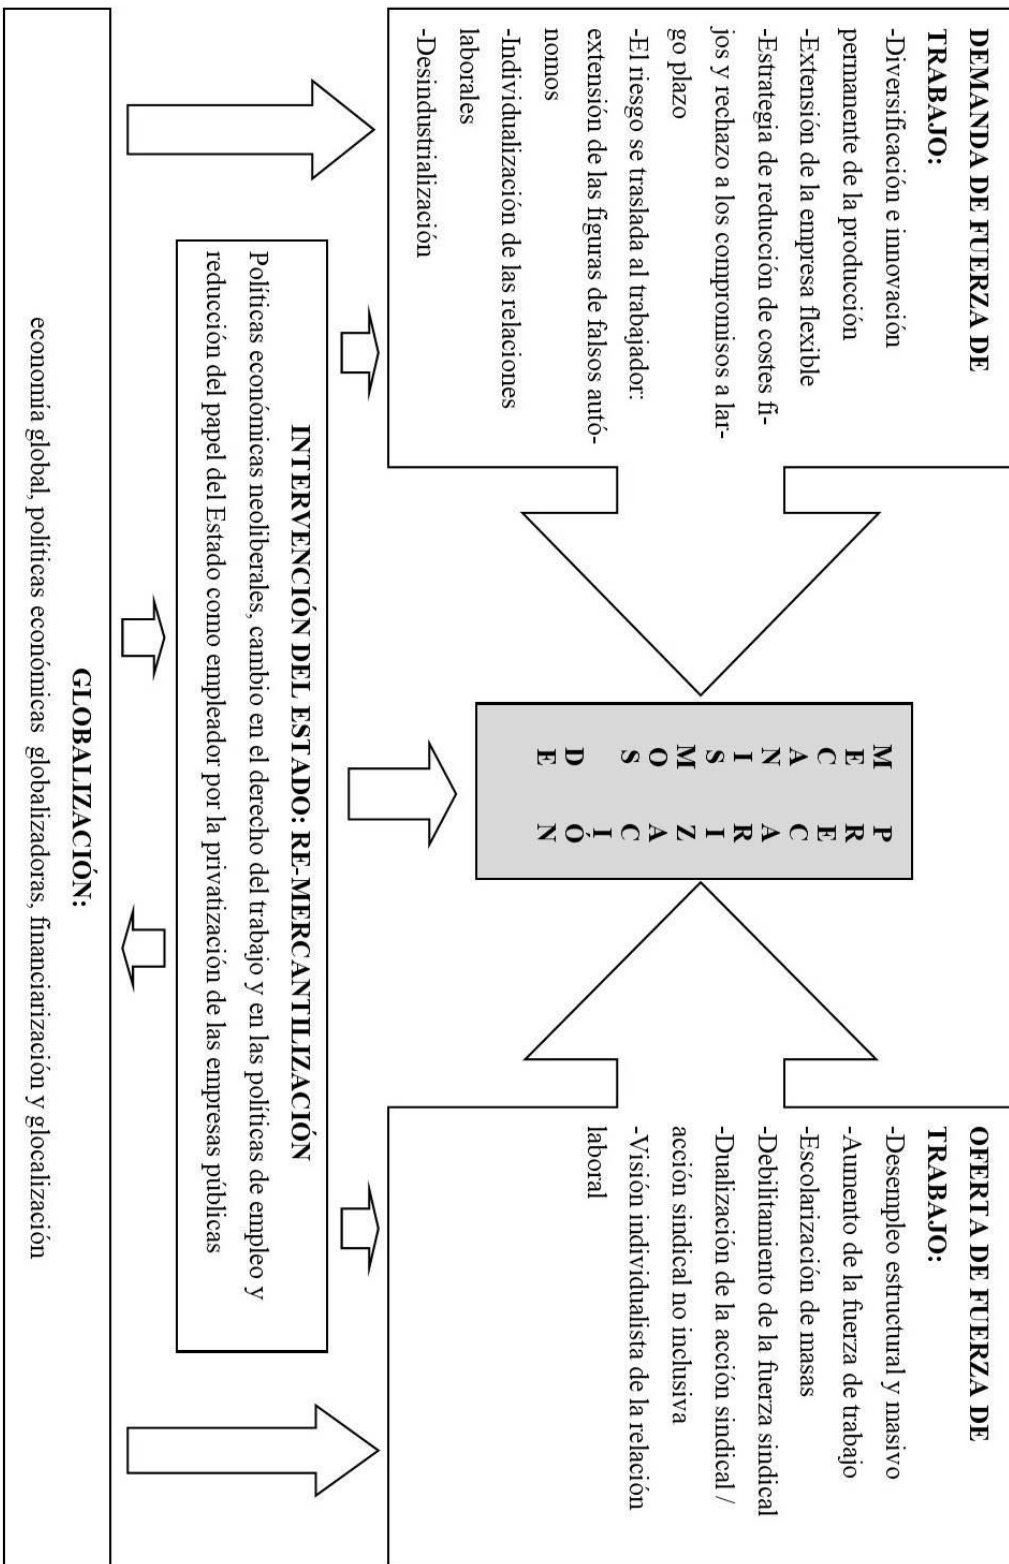 DEMANDA DE FUERZA DE
TRABAJO:
-Diversificación e innovación
permanente de la producción
-Extensión de la empresa flexible
-Estrategia de reducción de costes fi-
jos y rechazo a los compromisos a lar-
go plazo
-El riesgo se traslada al trabajador:
extensión de las figuras de falsos autó-
nomos
-Individualización de las relaciones
laborales
-Desindustrialización
MECANISMOS DE
PRECARIZACIÓN
OFERTA DE FUERZA DE
TRABAJO:
-Desempleo estructural y masivo
-Aumento de la fuerza de trabajo
-Escolarización de masas
-Debilitamiento de la fuerza sindical
-Dualización de la acción sindical /
acción sindical no inclusiva
-Visión individualista de la relación
laboral
INTERVENCIÓN DEL ESTADO: RE-MERCANTILIZACIÓN
Políticas económicas neoliberales, cambio en el derecho del trabajo y en las políticas de empleo y
reducción del papel del Estado como empleador por la privatización de las empresas públicas
GLOBALIZACIÓN:
economía global, políticas económicas globalizadoras, financiarización y glocalización